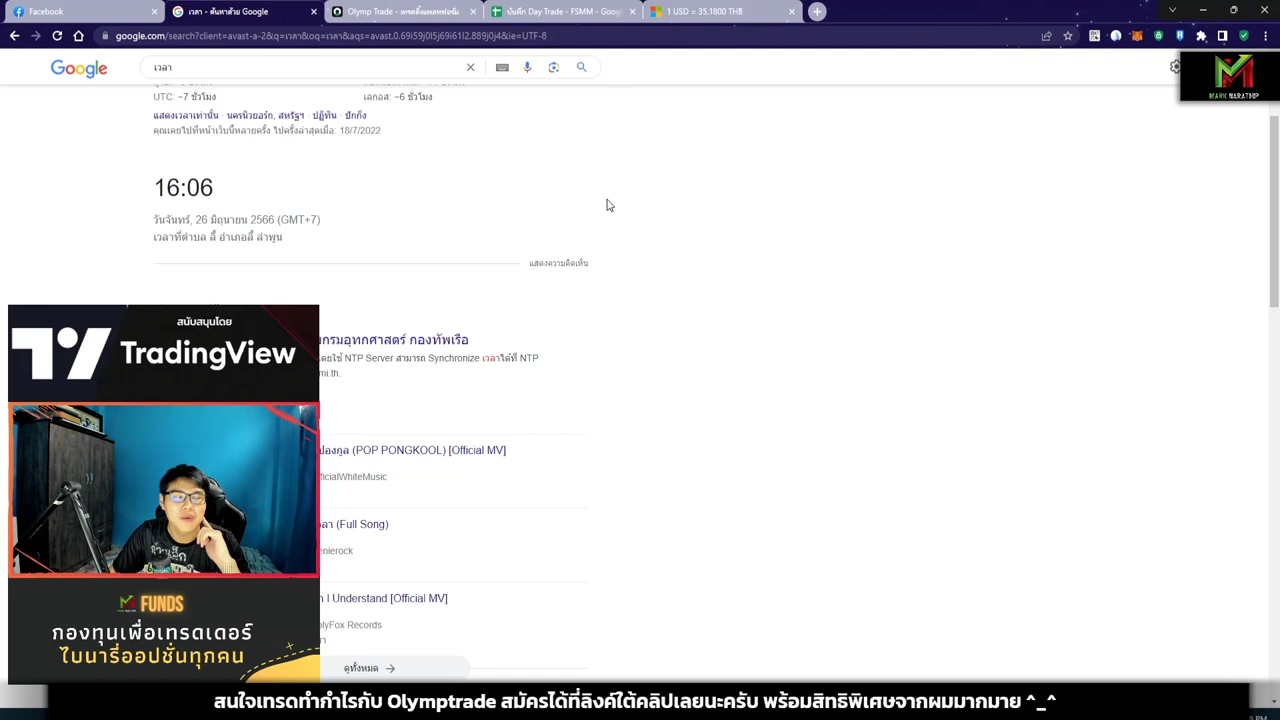 Facebook
เวลา - ค้นหาด้วย Google
Olymp Trade - เทรดดิ้งแพลทฟอร์ม
บันทึก Day Trade - FSMM - Goog
1 USD = 35.1800 THB
google.com/search?client=avast-a-2&q=เวลา&oq=เวลา&aqs=avast.0.69i59j0l5j69i61l2.889j0j4&ie=UTF-8
Google
เวลา
MARK NARATHIP
UTC: −7 ชั่วโมง
เลกอส: −6 ชั่วโมง
แสดงเวลาเท่านั้น · นครนิวยอร์ก, สหรัฐฯ · ปฏิทิน · ปักกิ่ง
คุณเคยไปที่หน้าเว็บนี้หลายครั้ง ไปครั้งล่าสุดเมื่อ: 18/7/2022
16:06
วันจันทร์, 26 มิถุนายน 2566 (GMT+7)
เวลาที่ตำบล ลี้ อำเภอลี้ ลำพูน
แสดงความคิดเห็น
สนับสนุนโดย
TradingView
กรมอุทกศาสตร์ กองทัพเรือ
โดยใช้ NTP Server สามารถ Synchronize เวลาได้ที่ NTP
mi.th.
ป๊อบ ปองกูล (POP PONGKOOL) [Official MV]
ficialWhiteMusic
(Full Song)
enierock
I Understand [Official MV]
olyFox Records
ดูทั้งหมด
FUNDS
กองทุนเพื่อเทรดเดอร์
ไบนารี่ออปชั่นทุกคน
สนใจเทรดทำกำไรกับ Olymptrade สมัครได้ที่ลิงค์ใต้คลิปเลยนะครับ พร้อมสิทธิพิเศษจากผมมากมาย ^_^